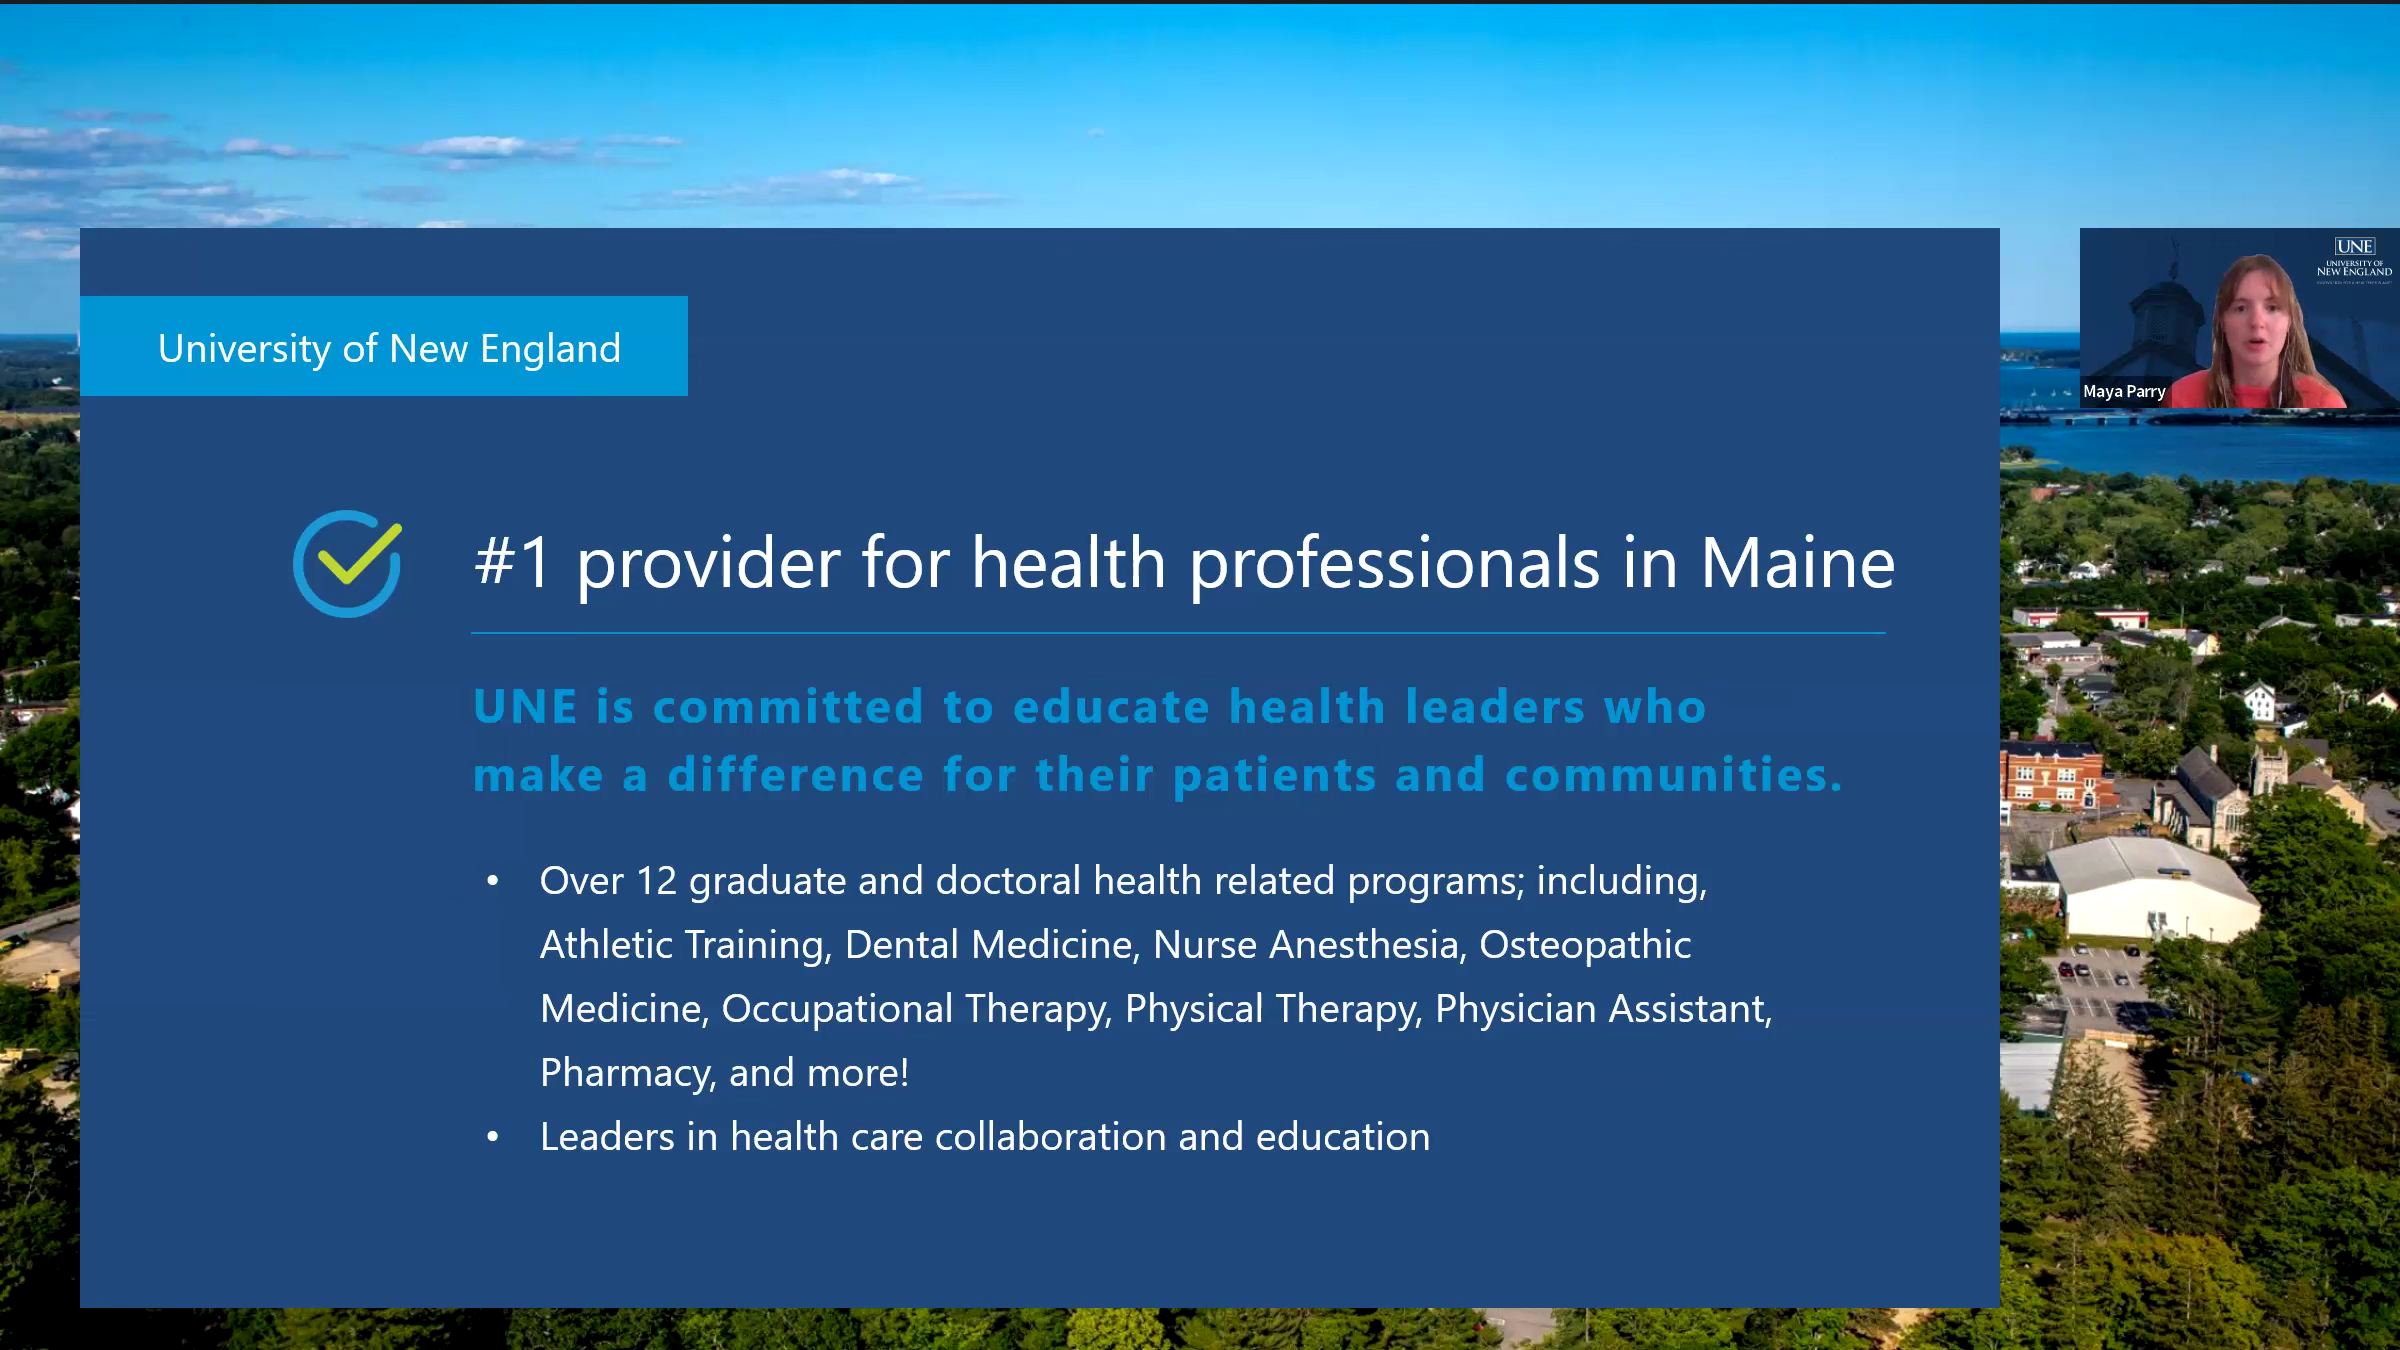 University of New England
#1 provider for health professionals in Maine
UNE is committed to educate health leaders who
make a difference for their patients and communities.
• Over 12 graduate and doctoral health related programs; including,
Athletic Training, Dental Medicine, Nurse Anesthesia, Osteopathic
Medicine, Occupational Therapy, Physical Therapy, Physician Assistant,
Pharmacy, and more!
• Leaders in health care collaboration and education
UNE
UNIVERSITY OF
NEW ENGLAND
Maya Parry